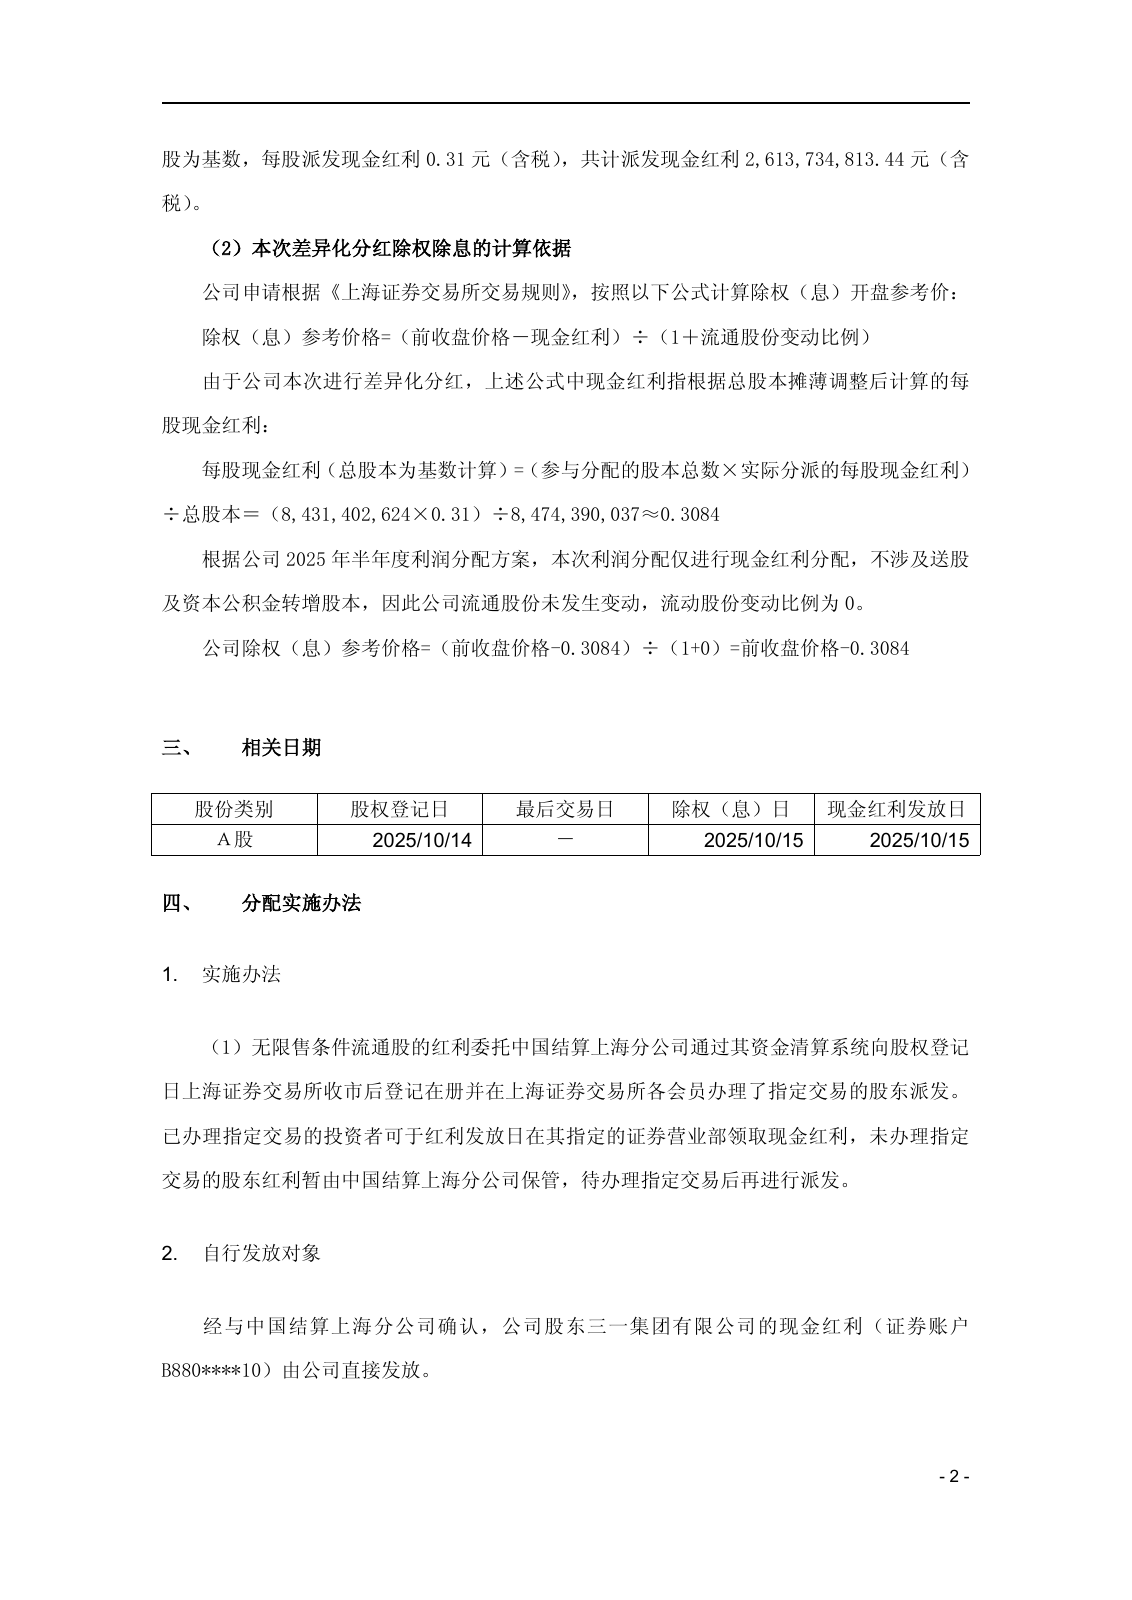 股为基数，每股派发现金红利 0.31 元（含税），共计派发现金红利 2,613,734,813.44 元（含
税）。
（2）本次差异化分红除权除息的计算依据
公司申请根据《上海证券交易所交易规则》，按照以下公式计算除权（息）开盘参考价：
除权（息）参考价格=（前收盘价格－现金红利）÷（1＋流通股份变动比例）
由于公司本次进行差异化分红，上述公式中现金红利指根据总股本摊薄调整后计算的每
股现金红利：
每股现金红利（总股本为基数计算）=（参与分配的股本总数×实际分派的每股现金红利）
÷总股本＝（8,431,402,624×0.31）÷8,474,390,037≈0.3084
根据公司 2025 年半年度利润分配方案，本次利润分配仅进行现金红利分配，不涉及送股
及资本公积金转增股本，因此公司流通股份未发生变动，流动股份变动比例为 0。
公司除权（息）参考价格=（前收盘价格-0.3084）÷（1+0）=前收盘价格-0.3084
三、 相关日期
股份类别 股权登记日 最后交易日 除权（息）日 现金红利发放日
Ａ股 2025/10/14 － 2025/10/15 2025/10/15
四、 分配实施办法
1. 实施办法
（1）无限售条件流通股的红利委托中国结算上海分公司通过其资金清算系统向股权登记
日上海证券交易所收市后登记在册并在上海证券交易所各会员办理了指定交易的股东派发。
已办理指定交易的投资者可于红利发放日在其指定的证券营业部领取现金红利，未办理指定
交易的股东红利暂由中国结算上海分公司保管，待办理指定交易后再进行派发。
2. 自行发放对象
经与中国结算上海分公司确认，公司股东三一集团有限公司的现金红利（证券账户
B880****10）由公司直接发放。
- 2 -